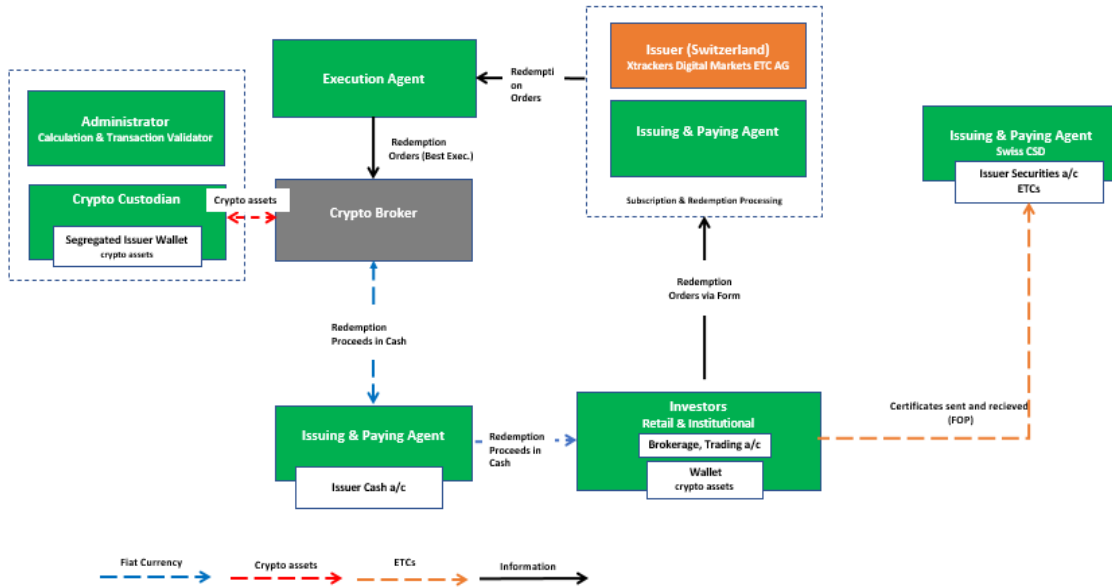 Issuer (Switzerland)
Xtrackers Digital Markets ETC AG
Execution Agent
Redempti
on
Orders
Administrator
Calculation & Transaction Validator
Issuing & Paying Agent
Issuing & Paying Agent
Swiss CSD
Issuer Securities a/c
ETCs
Redemption
Orders (Best Exec.)
Crypto Custodian
Crypto assets
Crypto Broker
Subscription & Redemption Processing
Segregated Issuer Wallet
crypto assets
Redemption
Orders via Form
Redemption
Proceeds in Cash
Investors
Retail & Institutional
Brokerage, Trading a/c
Wallet
crypto assets
Certificates sent and recieved
(FOP)
Issuing & Paying Agent
Issuer Cash a/c
Redemption
Proceeds in
Cash
Fiat Currency
Crypto assets
ETCs
Information